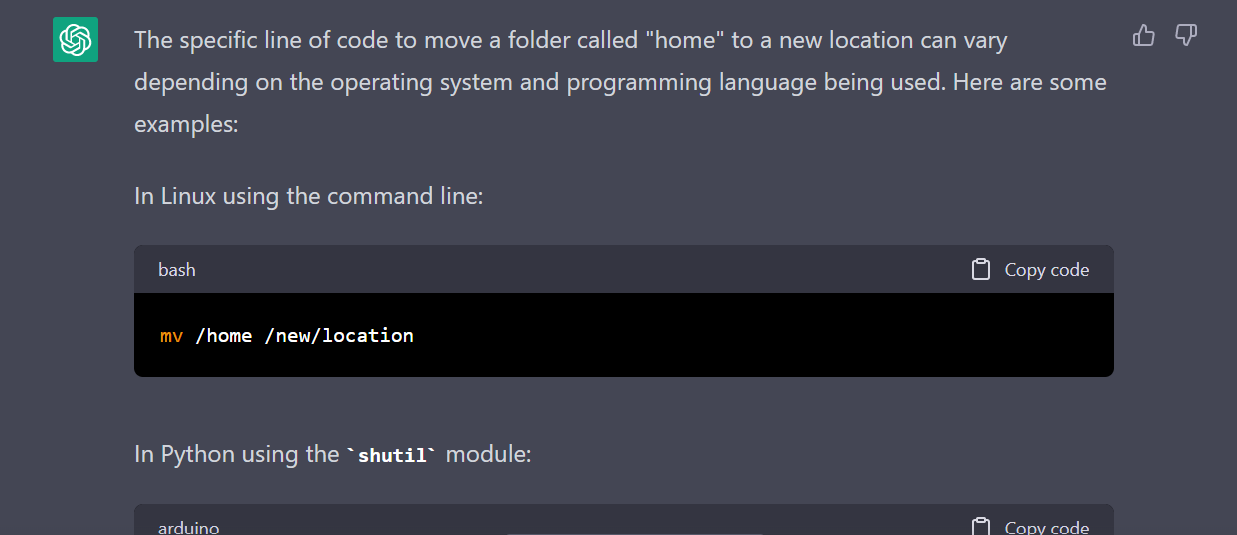 The specific line of code to move a folder called "home" to a new location can vary
depending on the operating system and programming language being used. Here are some
examples:
In Linux using the command line:
bash Copy code
mv /home /new/location
In Python using the `shutil` module:
arduino Copy code